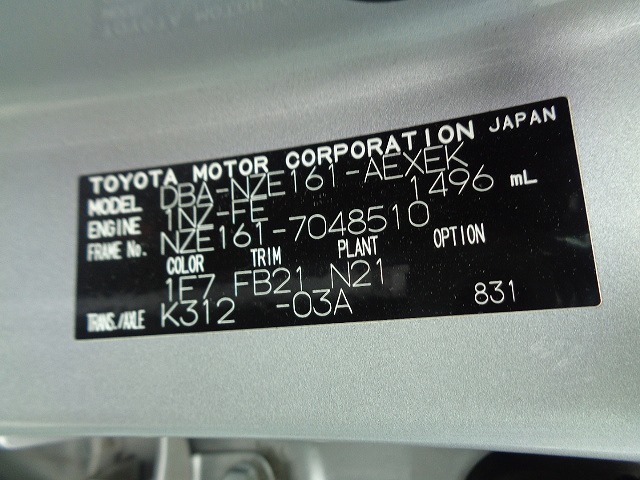 TOYOTA MOTOR CORPORATION JAPAN
MODEL DBA-NZE161-AEXEK
ENGINE 1NZ-FE 1496 mL
FRAME No. NZE161-7048510
COLOR TRIM PLANT OPTION
1E7 FB21 N21
TRANS./AXLE K312 -03A 831